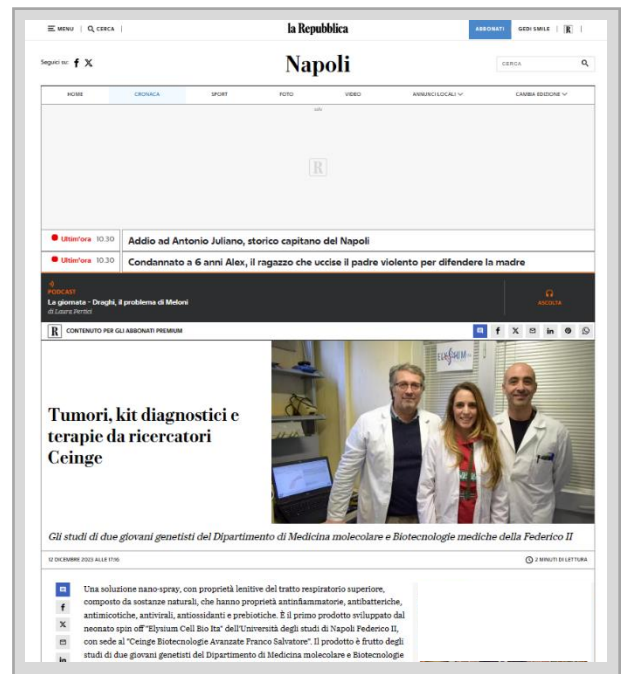 MENU | CERCA |
la Repubblica
ABBONATI GEDI SMILE | R |
Seguici su: f X
Napoli
CERCA
HOME CRONACA SPORT FOTO VIDEO ANNUNCI LOCALI CAMBIA EDIZIONE
adv
R
Ultim'ora 10.30 Addio ad Antonio Juliano, storico capitano del Napoli
Ultim'ora 10.30 Condannato a 6 anni Alex, il ragazzo che uccise il padre violento per difendere la madre
PODCAST
La giornata - Draghi, il problema di Meloni
di Laura Pertici
ASCOLTA
R CONTENUTO PER GLI ABBONATI PREMIUM
f X in
Tumori, kit diagnostici e
terapie da ricercatori
Ceinge
Gli studi di due giovani genetisti del Dipartimento di Medicina molecolare e Biotecnologie mediche della Federico II
12 DICEMBRE 2023 ALLE 17:16
2 MINUTI DI LETTURA
Una soluzione nano-spray, con proprietà lenitive del tratto respiratorio superiore,
composto da sostanze naturali, che hanno proprietà antinfiammatorie, antibatteriche,
antimicotiche, antivirali, antiossidanti e prebiotiche. È il primo prodotto sviluppato dal
neonato spin off "Elysium Cell Bio Ita" dell'Università degli studi di Napoli Federico II,
con sede al "Ceinge Biotecnologie Avanzate Franco Salvatore". Il prodotto è frutto degli
studi di due giovani genetisti del Dipartimento di Medicina molecolare e Biotecnologie
f
X
in